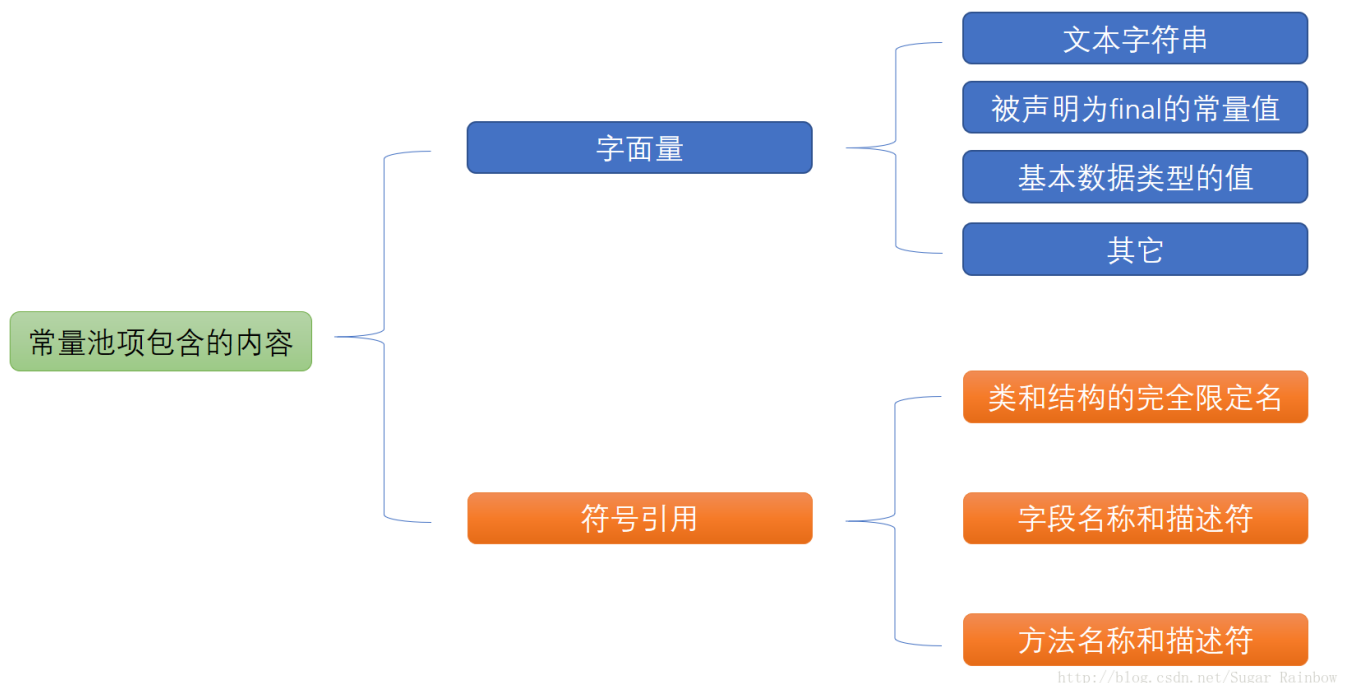 常量池项包含的内容
字面量
文本字符串
被声明为final的常量值
基本数据类型的值
其它
符号引用
类和结构的完全限定名
字段名称和描述符
方法名称和描述符
http://blog.csdn.net/Sugar_Rainbow